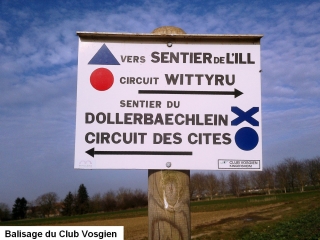 VERS SENTIER DE L'ILL
CIRCUIT WITTYRU
SENTIER DU
DOLLERBAECHLEIN
CIRCUIT DES CITES
CLUB VOSGIEN
Balisage du Club Vosgien